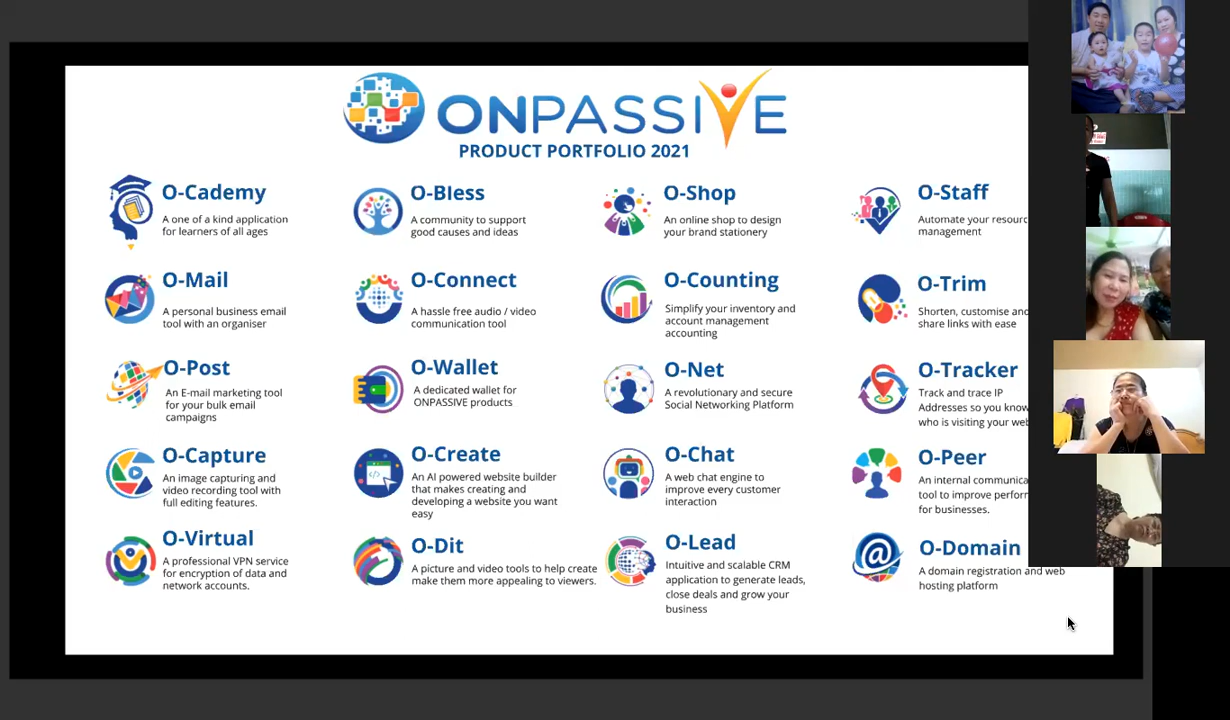 ONPASSIVE
PRODUCT PORTFOLIO 2021
O-Cademy
A one of a kind application
for learners of all ages
O-Bless
A community to support
good causes and ideas
O-Shop
An online shop to design
your brand stationery
O-Staff
Automate your resourc
management
O-Mail
A personal business email
tool with an organiser
O-Connect
A hassle free audio / video
communication tool
O-Counting
Simplify your inventory and
account management
accounting
O-Trim
Shorten, customise and
share links with ease
O-Post
An E-mail marketing tool
for your bulk email
campaigns
O-Wallet
A dedicated wallet for
ONPASSIVE products
O-Net
A revolutionary and secure
Social Networking Platform
O-Tracker
Track and trace IP
Addresses so you know
who is visiting your web
O-Capture
An image capturing and
video recording tool with
full editing features.
O-Create
An AI powered website builder
that makes creating and
developing a website you want
easy
O-Chat
A web chat engine to
improve every customer
interaction
O-Peer
An internal communica
tool to improve perform
for businesses.
O-Virtual
A professional VPN service
for encryption of data and
network accounts.
O-Dit
A picture and video tools to help create
make them more appealing to viewers.
O-Lead
Intuitive and scalable CRM
application to generate leads,
close deals and grow your
business
O-Domain
A domain registration and web
hosting platform